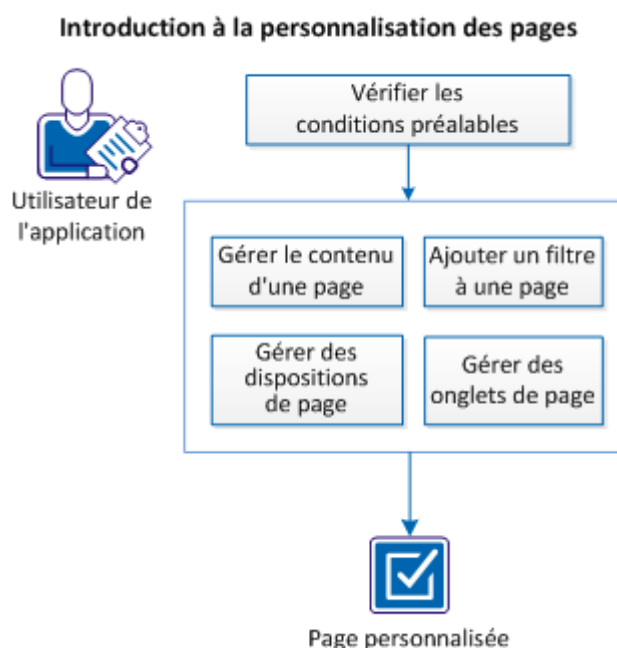 Introduction à la personnalisation des pages
Utilisateur de
l'application
Vérifier les
conditions préalables
Gérer le contenu
d'une page
Ajouter un filtre
à une page
Gérer des
dispositions
de page
Gérer des
onglets de page
Page personnalisée